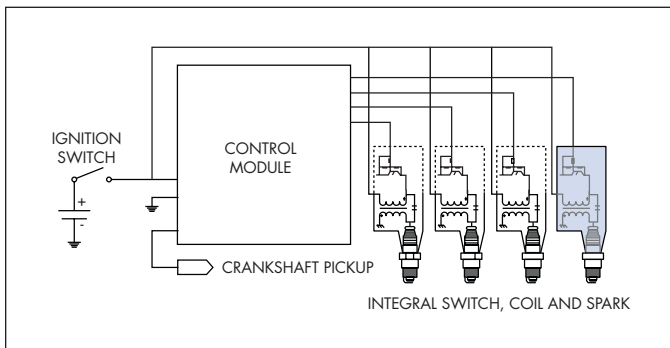 IGNITION
SWITCH
+
-
CONTROL
MODULE
CRANKSHAFT PICKUP
INTEGRAL SWITCH, COIL AND SPARK